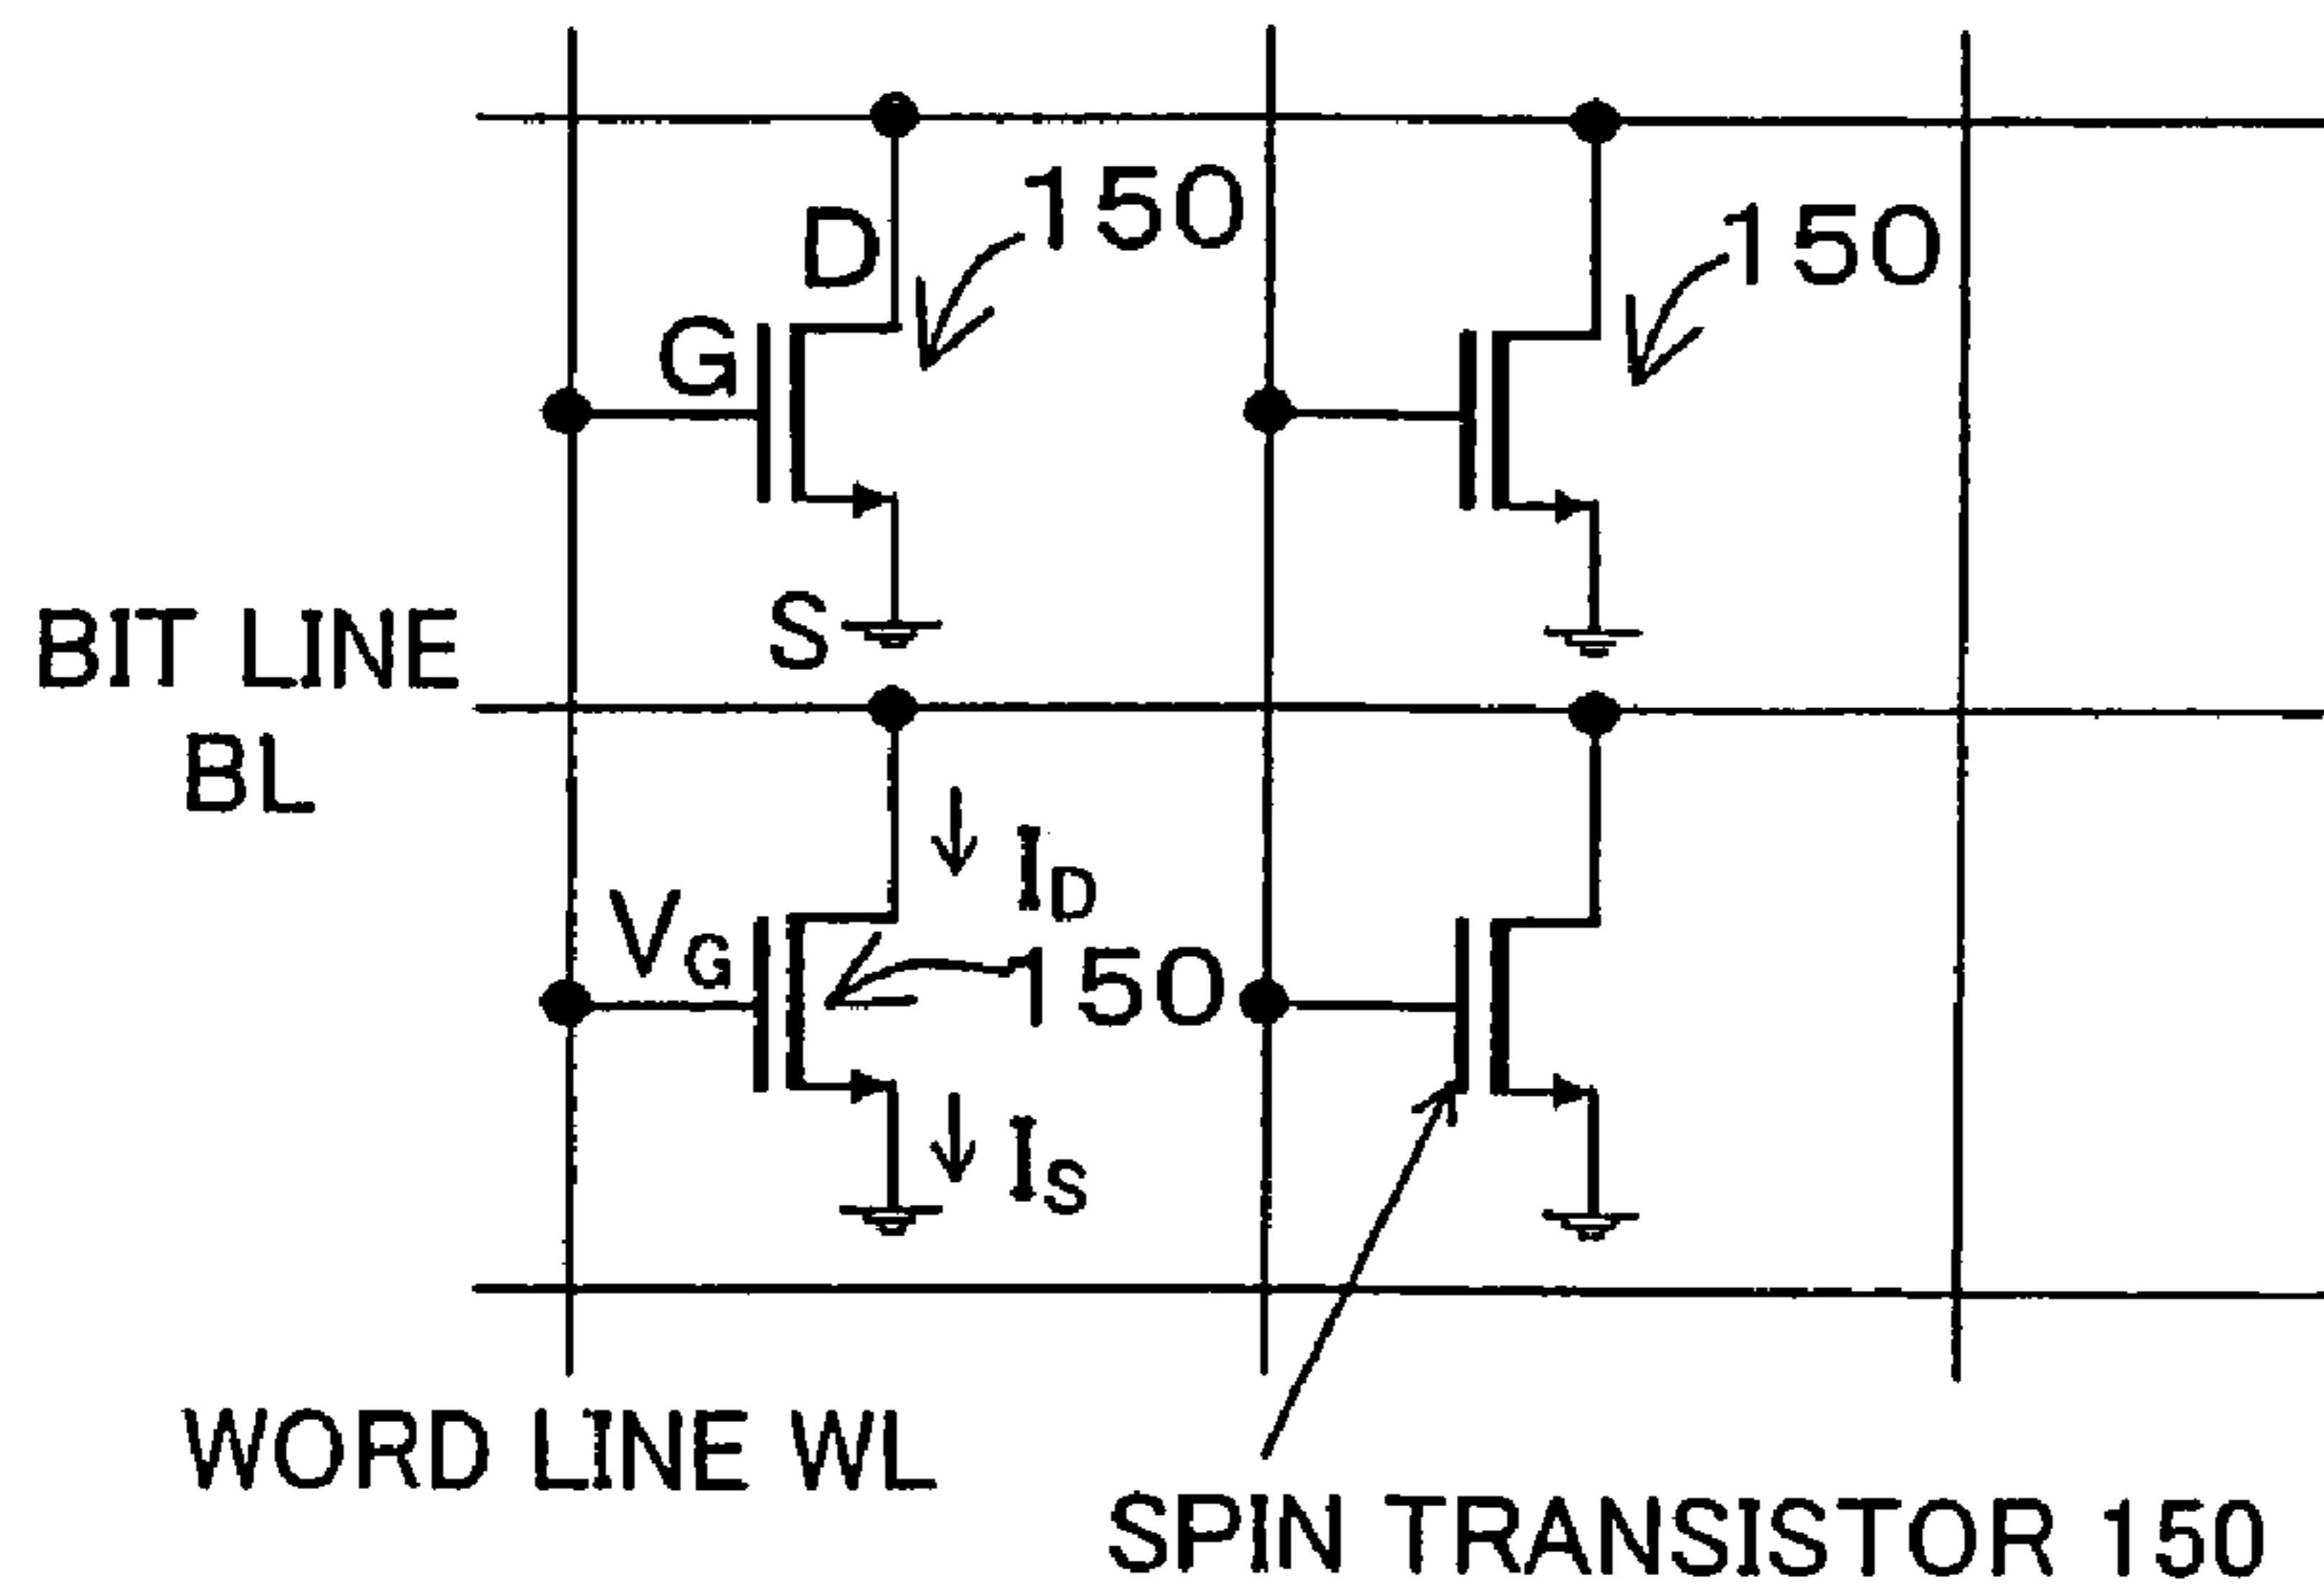 150
D
150
G
S
BIT LINE
BL
I_D
V_G
150
I_S
WORD LINE WL
SPIN TRANSISTOR 150